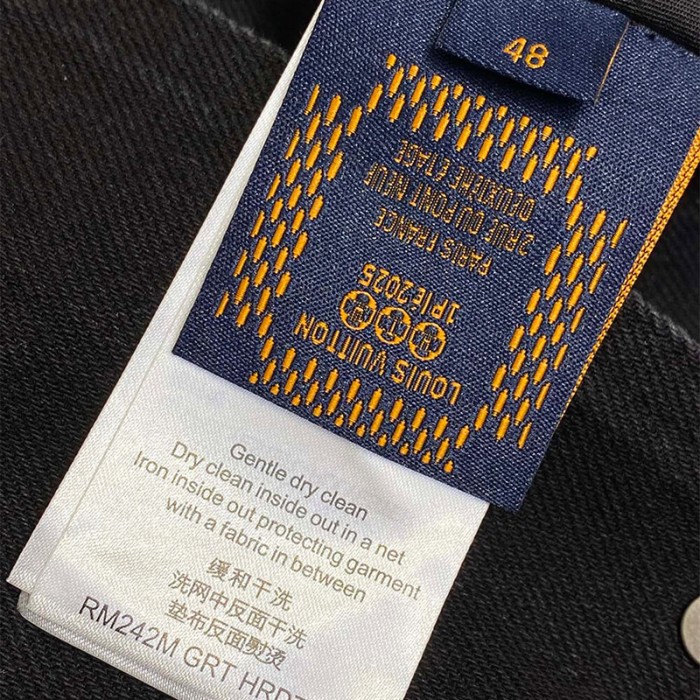 48
LOUIS VUITTON
1PIE2025
PARIS FRANCE
2 RUE DU PONT NEUF
Gentle dry clean
Dry clean inside out in a net
Iron inside out protecting garment
with a fabric in between
缓和干洗
洗网中反面干洗
垫布反面熨烫
RM242M GRT HRD